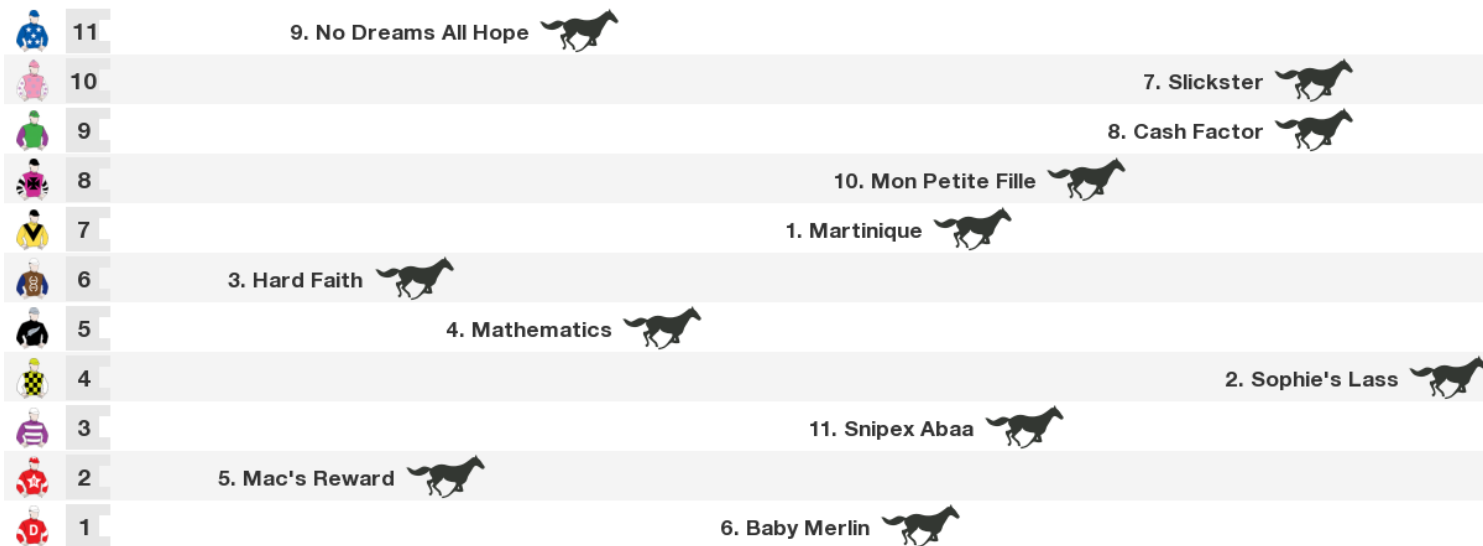 11 9. No Dreams All Hope
10 7. Slickster
9 8. Cash Factor
8 10. Mon Petite Fille
7 1. Martinique
6 3. Hard Faith
5 4. Mathematics
4 2. Sophie's Lass
3 11. Snipex Abaa
2 5. Mac's Reward
D 1 6. Baby Merlin